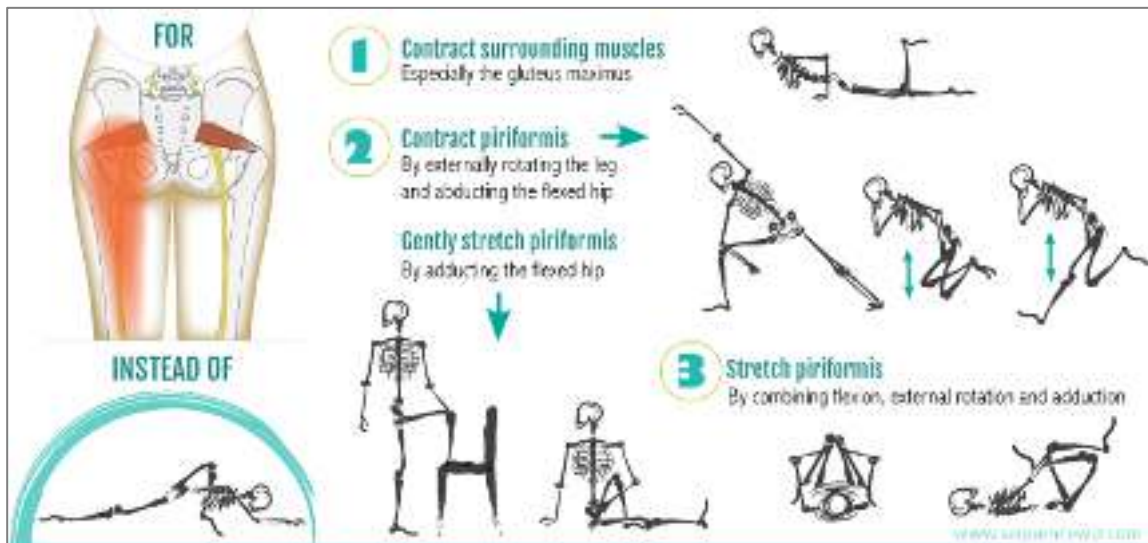 FOR
1 Contract surrounding muscles
Especially the gluteus maximus
2 Contract piriformis
By externally rotating the leg
and abducting the flexed hip
Gently stretch piriformis
By adducting the flexed hip
INSTEAD OF
3 Stretch piriformis
By combining flexion, external rotation and adduction